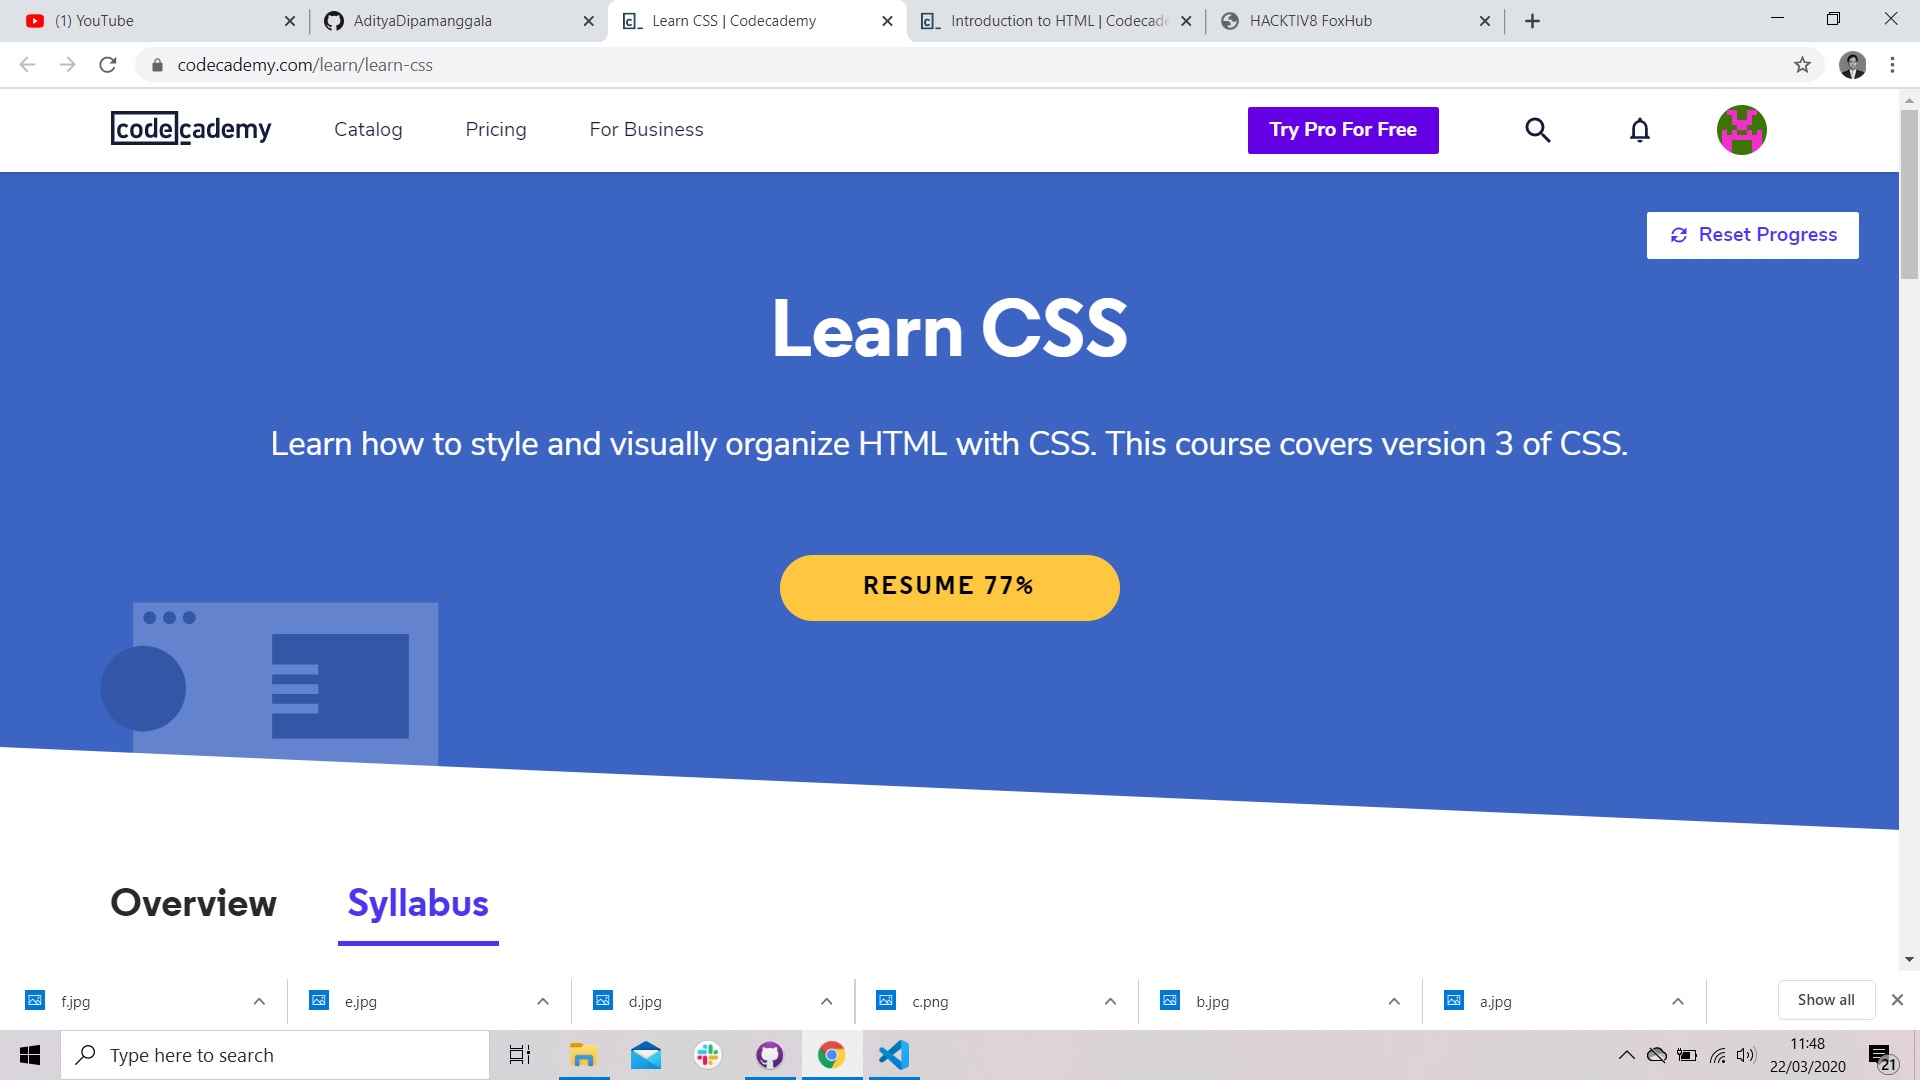 (1) YouTube
AdityaDipamanggala
Learn CSS | Codecademy
Introduction to HTML | Codecade
HACKTIV8 FoxHub
codecademy.com/learn/learn-css
codecademy
Catalog
Pricing
For Business
Try Pro For Free
Reset Progress
Learn CSS
Learn how to style and visually organize HTML with CSS. This course covers version 3 of CSS.
RESUME 77%
Overview
Syllabus
f.jpg
e.jpg
d.jpg
c.png
b.jpg
a.jpg
Show all
Type here to search
11:48
22/03/2020
21